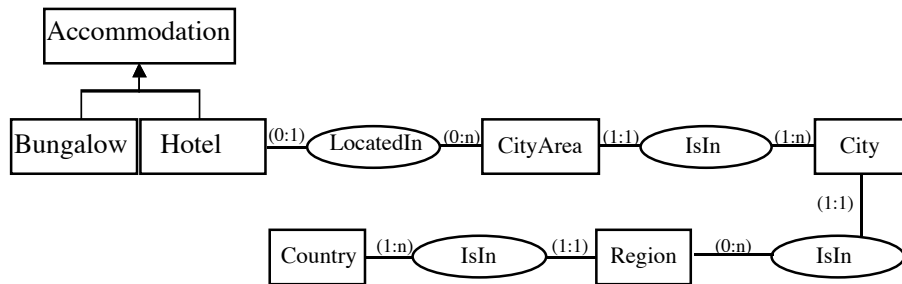 Accommodation
Bungalow Hotel (0:1) LocatedIn (0:n) CityArea (1:1) IsIn (1:n) City
(1:1)
Country (1:n) IsIn (1:1) Region (0:n) IsIn